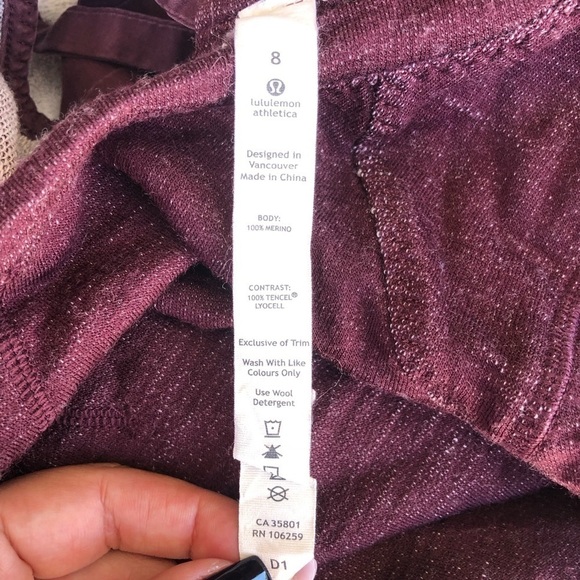 8
lululemon
athletica
Designed in
Vancouver
Made in China
BODY:
100% MERINO
CONTRAST:
100% TENCEL®
LYOCELL
Exclusive of Trim
Wash With Like
Colours Only
Use Wool
Detergent
CA 35801
RN 106259
D1